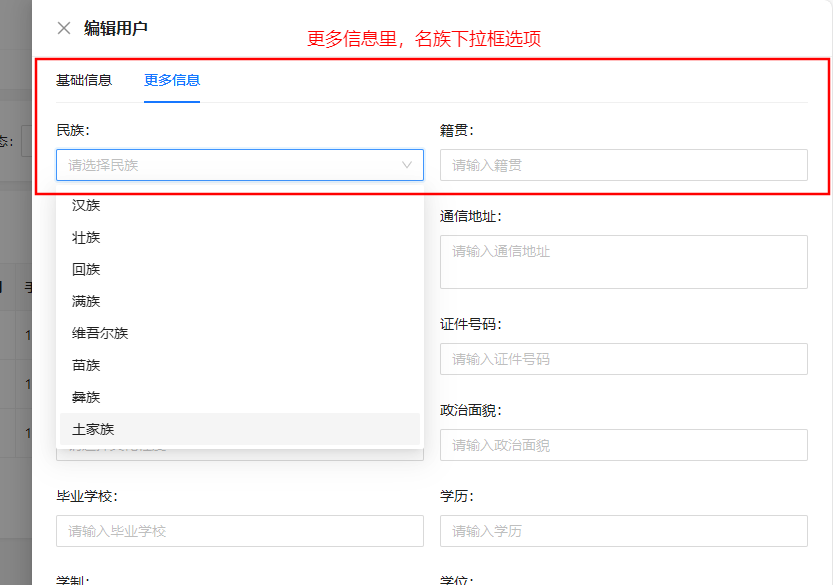 编辑用户
更多信息里，名族下拉框选项
基础信息 更多信息
民族： 籍贯：
请选择民族 请输入籍贯
汉族
壮族
回族
满族
维吾尔族
苗族
彝族
土家族
通信地址：
请输入通信地址
证件号码：
请输入证件号码
政治面貌：
请输入政治面貌
毕业学校： 学历：
请输入毕业学校 请输入学历
学制： 学位：